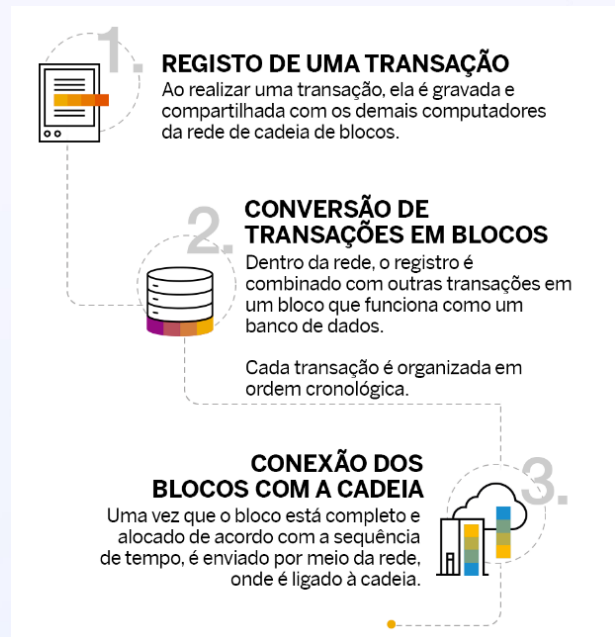 1.
REGISTO DE UMA TRANSAÇÃO
Ao realizar uma transação, ela é gravada e
compartilhada com os demais computadores
da rede de cadeia de blocos.
2.
CONVERSÃO DE
TRANSAÇÕES EM BLOCOS
Dentro da rede, o registro é
combinado com outras transações em
um bloco que funciona como um
banco de dados.
Cada transação é organizada em
ordem cronológica.
3.
CONEXÃO DOS
BLOCOS COM A CADEIA
Uma vez que o bloco está completo e
alocado de acordo com a sequência
de tempo, é enviado por meio da rede,
onde é ligado à cadeia.